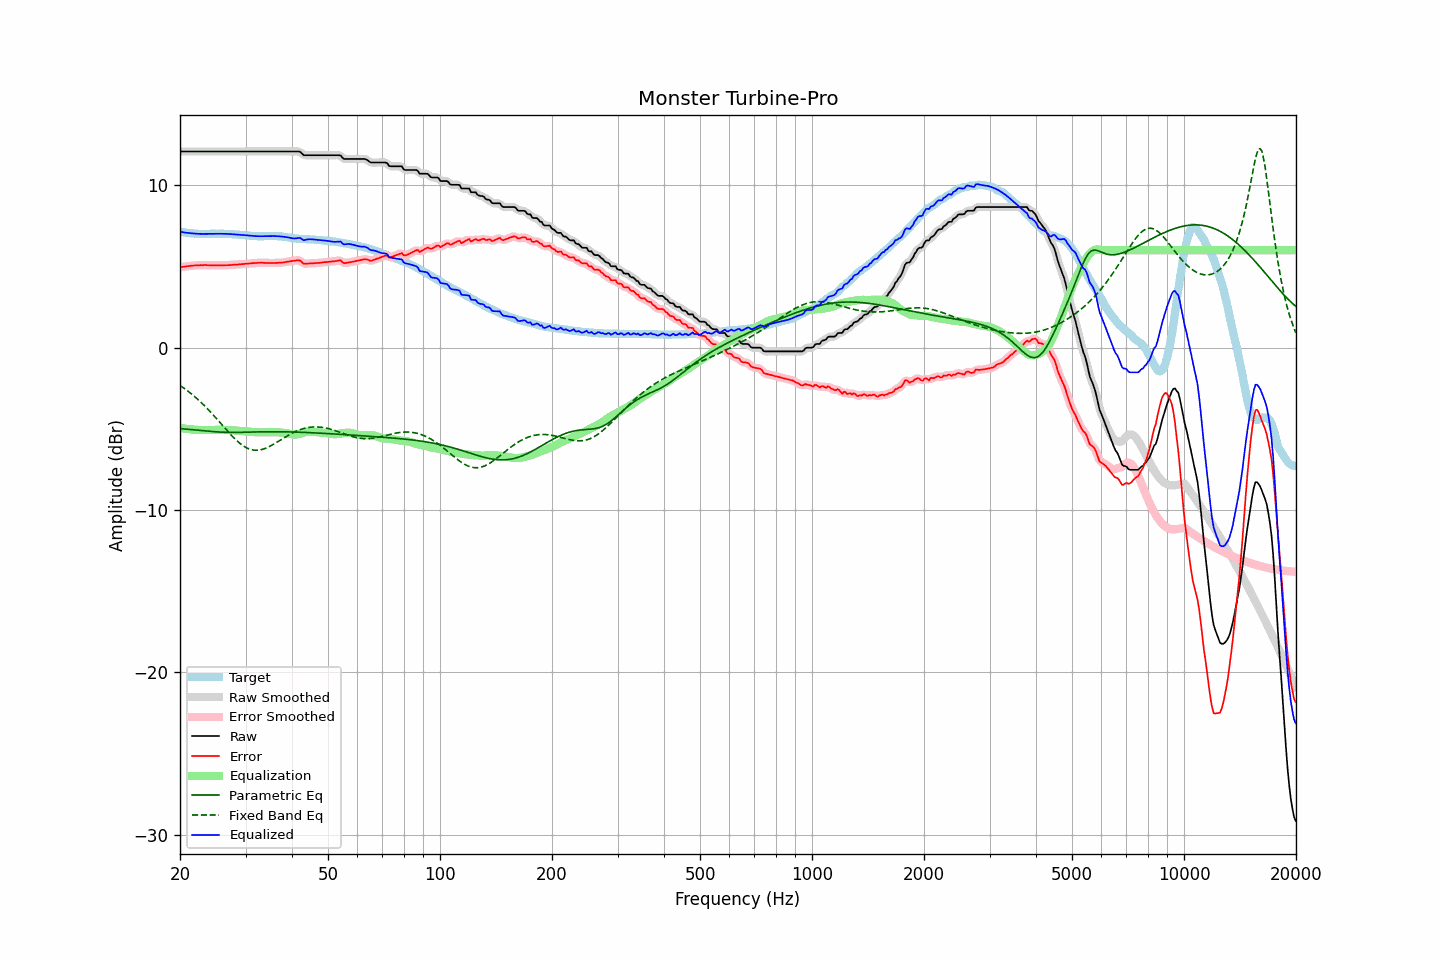 Monster Turbine-Pro
Amplitude (dBr)
10
0
−10
−20
−30
Target
Raw Smoothed
Error Smoothed
Raw
Error
Equalization
Parametric Eq
Fixed Band Eq
Equalized
20 50 100 200 500 1000 2000 5000 10000 20000
Frequency (Hz)